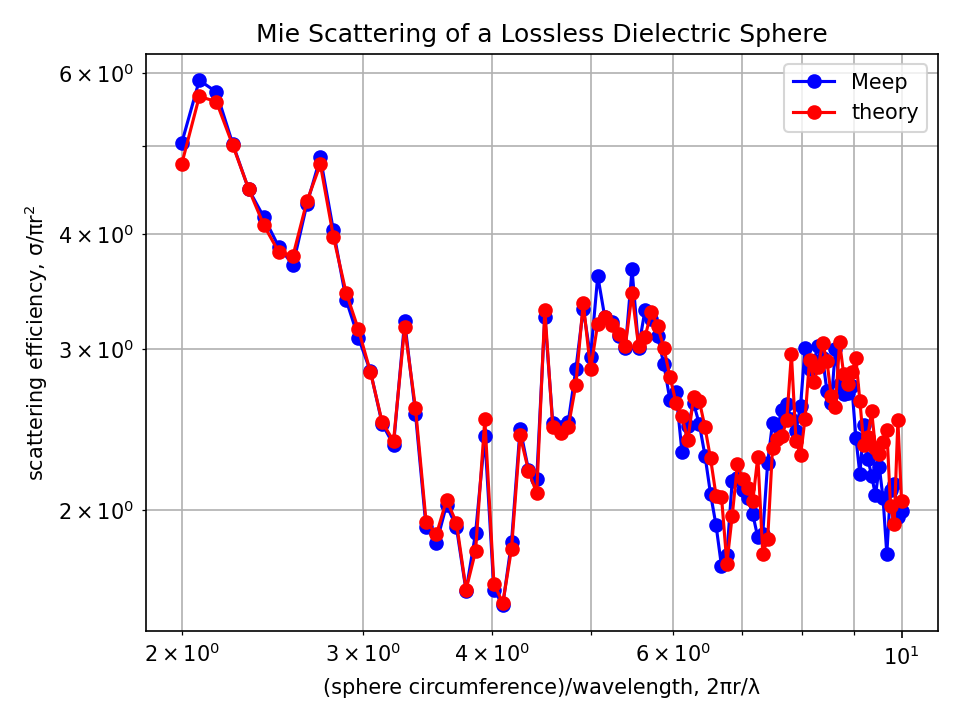 Mie Scattering of a Lossless Dielectric Sphere
Meep
theory
scattering efficiency, σ/πr²
6 × 10⁰
4 × 10⁰
3 × 10⁰
2 × 10⁰
2 × 10⁰
3 × 10⁰
4 × 10⁰
6 × 10⁰
10¹
(sphere circumference)/wavelength, 2πr/λ